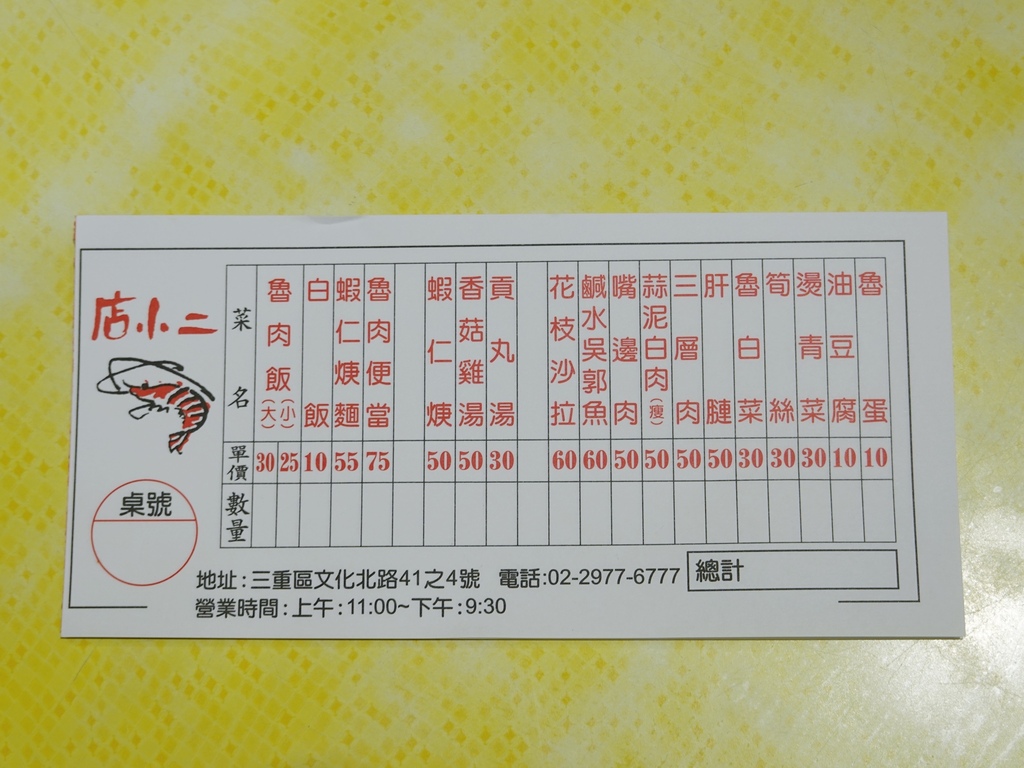 店小二
桌號
菜名
單價
數量
魯肉飯(大)(小)
白飯
蝦仁焿麵
魯肉便當
蝦仁焿
香菇雞湯
貢丸湯
花枝沙拉
鹹水吳郭魚
嘴邊肉
蒜泥白肉(瘦)
三層肉
肝腱
魯白菜
筍絲
燙青菜
油豆腐
魯蛋
30 25 10 55 75 50 50 30 60 60 50 50 50 50 30 30 30 10 10
地址:三重區文化北路41之4號 電話:02-2977-6777
總計
營業時間:上午:11:00~下午:9:30